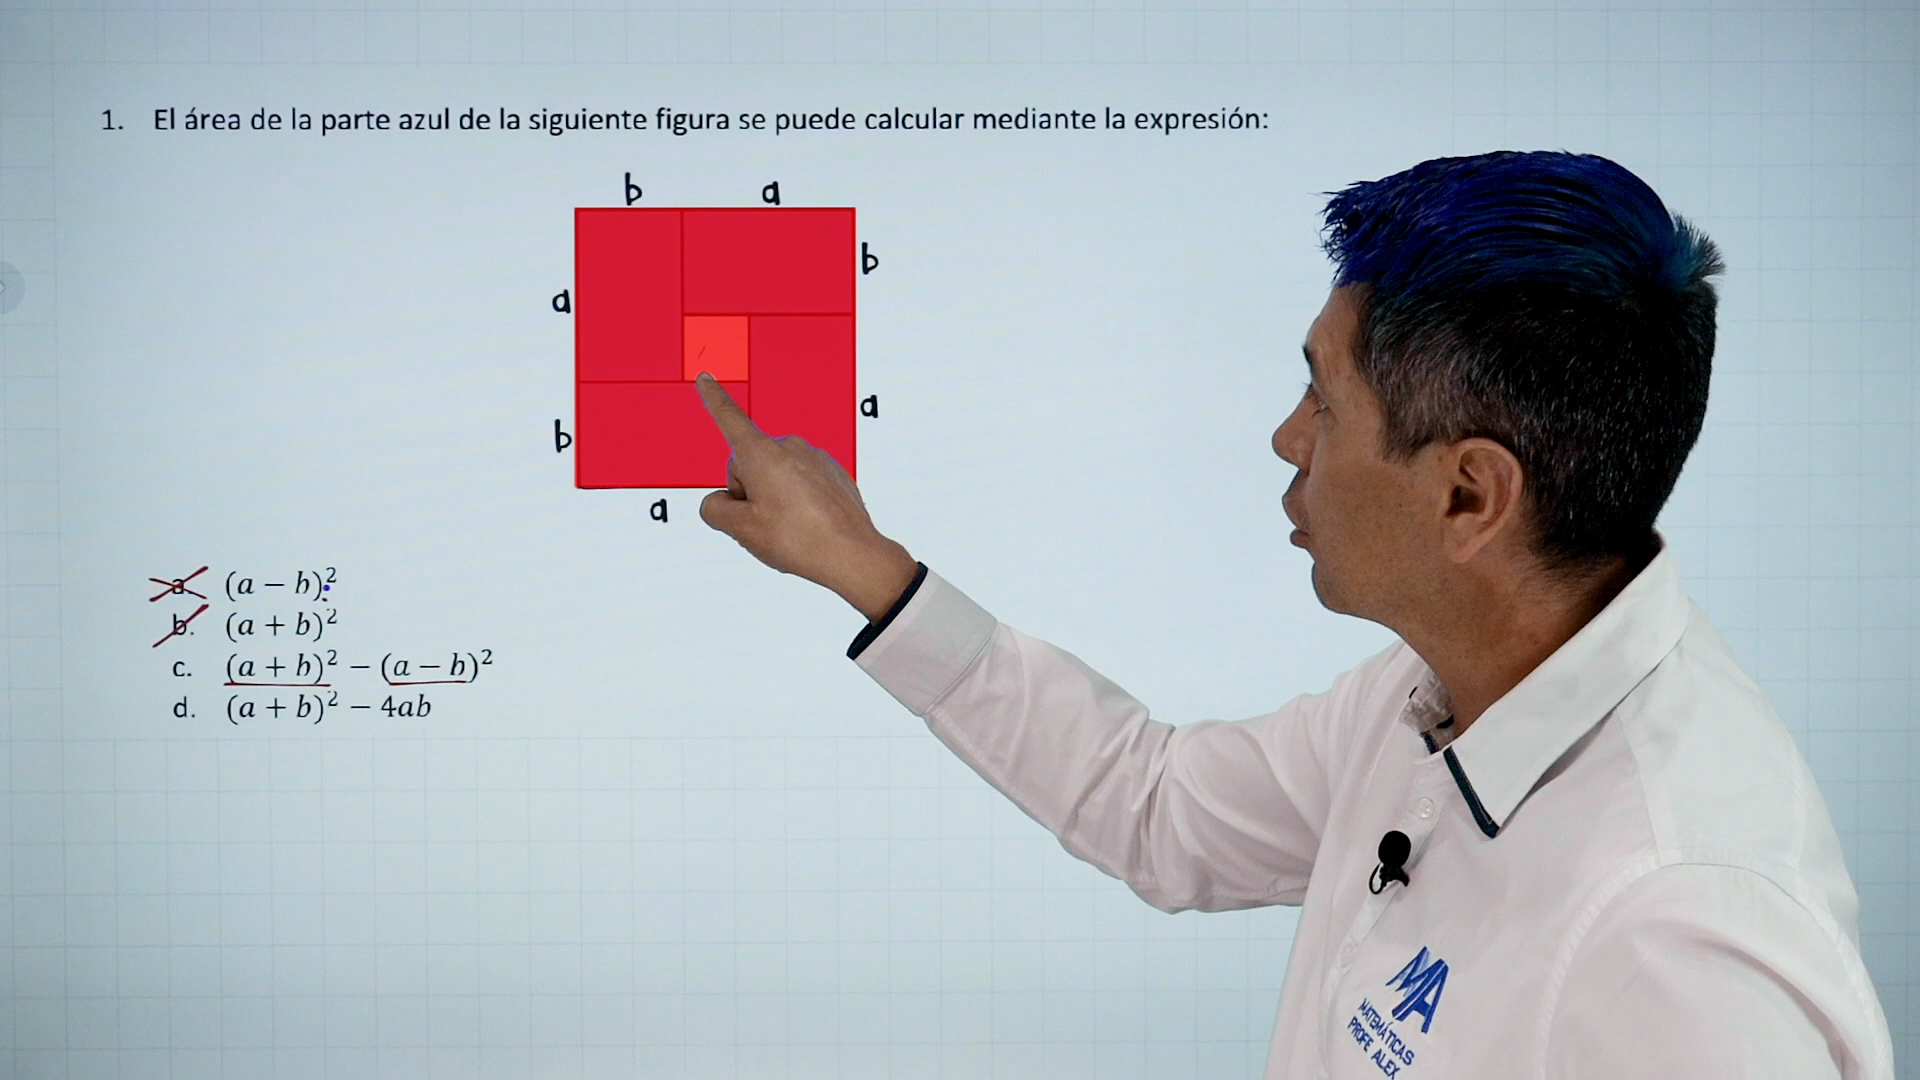 1. El área de la parte azul de la siguiente figura se puede calcular mediante la expresión:
b a
b
a
a
b
a
a. (a − b)²
b. (a + b)²
c. (a + b)² − (a − b)²
d. (a + b)² − 4ab
MA
MATEMÁTICAS
PROFE ALEX